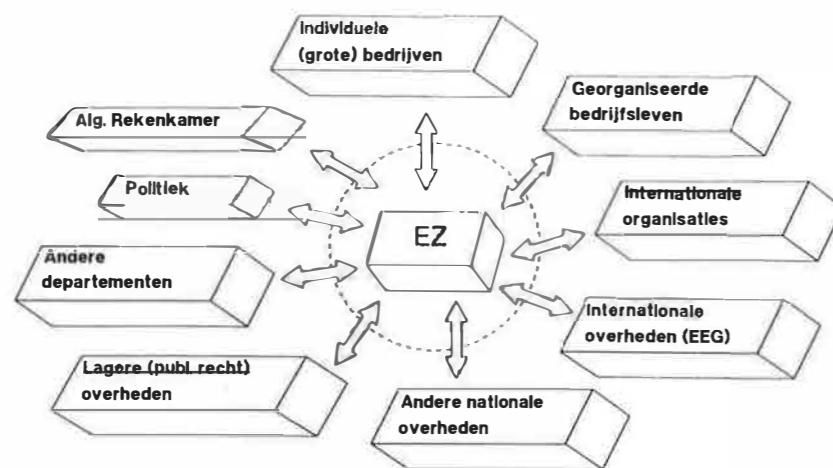 Individuele
(grote) bedrijven
Georganiseerde
bedrijfsleven
Alg. Rekenkamer
Politiek
Internationale
organisaties
EZ
Andere
departementen
Internationale
overheden (EEG)
Lagere (publ. recht)
overheden
Andere nationale
overheden